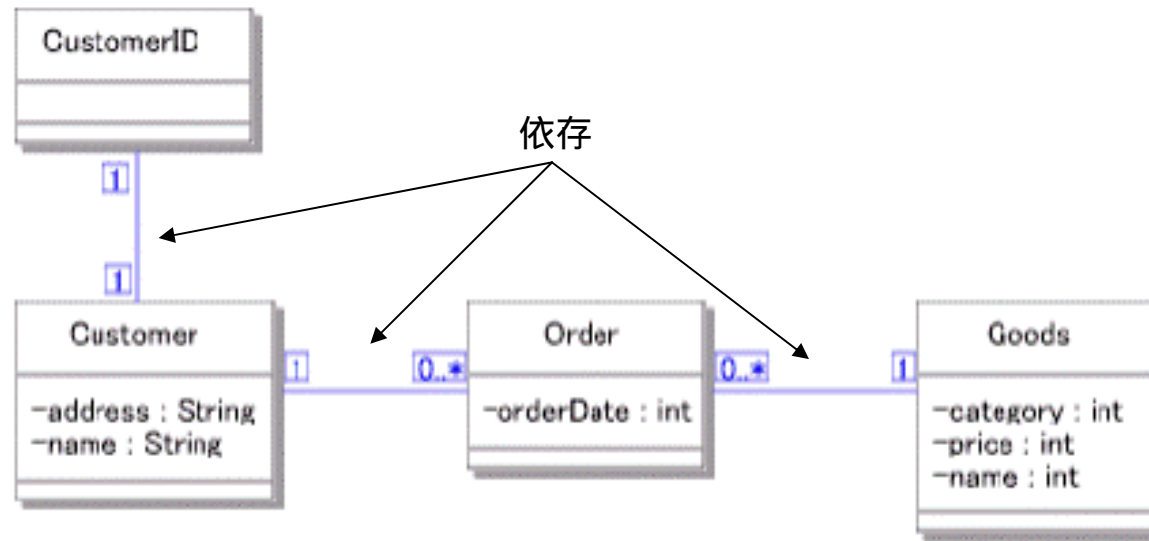 CustomerID
依存
1
1
Customer
-address : String
-name : String
1
0..*
Order
-orderDate : int
0..*
1
Goods
-category : int
-price : int
-name : int